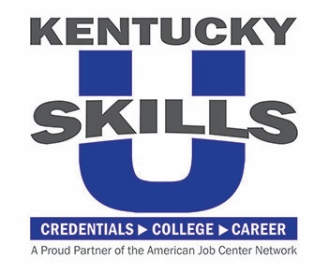 KENTUCKY
SKILLS
U
CREDENTIALS ▶ COLLEGE ▶ CAREER
A Proud Partner of the American Job Center Network